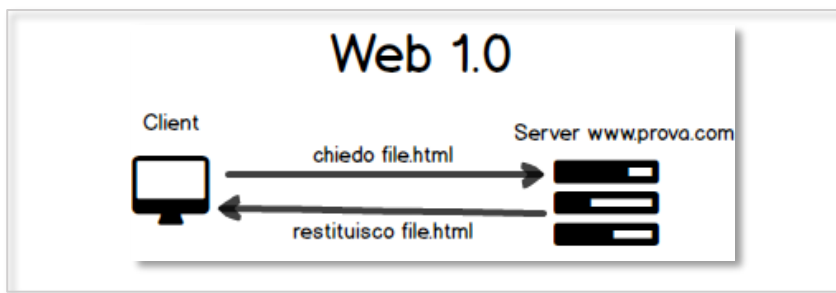 Web 1.0
Client
Server www.prova.com
chiedo file.html
restituisco file.html